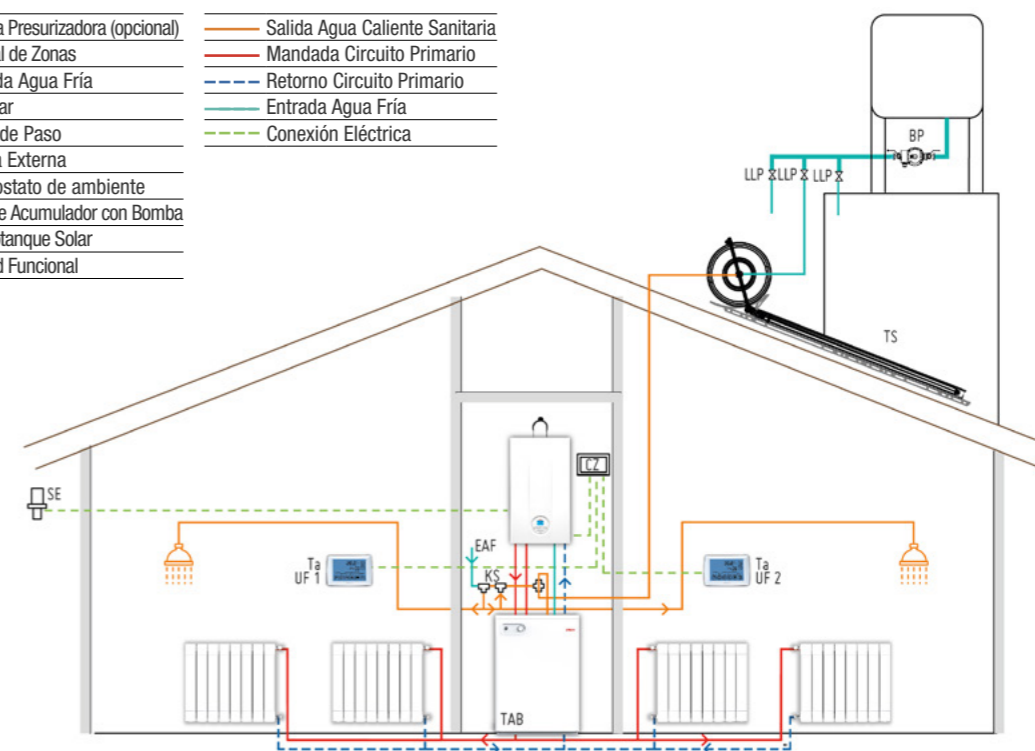 a Presurizadora (opcional)
l de Zonas
da Agua Fría
ar
de Paso
a Externa
ostato de ambiente
e Acumulador con Bomba
otanque Solar
d Funcional
Salida Agua Caliente Sanitaria
Mandada Circuito Primario
Retorno Circuito Primario
Entrada Agua Fría
Conexión Eléctrica
BP
LLP LLP LLP
TS
CZ
SE
EAF
Ta
UF 1
KS
Ta
UF 2
TAB